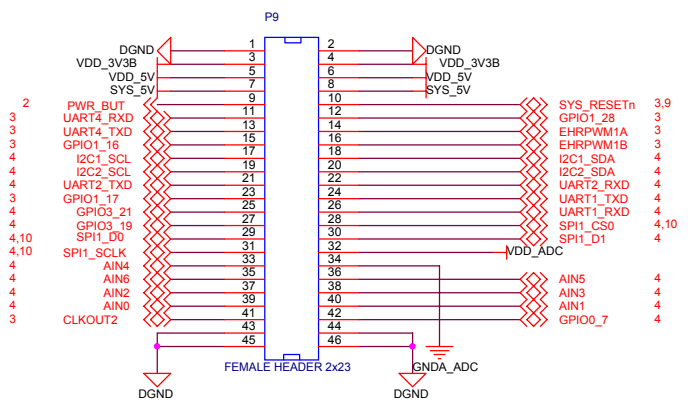 P9
DGND 1 2 DGND
VDD_3V3B 3 4 VDD_3V3B
VDD_5V 5 6 VDD_5V
SYS_5V 7 8 SYS_5V
2 PWR_BUT 9 10 SYS_RESETn 3,9
3 UART4_RXD 11 12 GPIO1_28 3
3 UART4_TXD 13 14 EHRPWM1A 3
3 GPIO1_16 15 16 EHRPWM1B 3
4 I2C1_SCL 17 18 I2C1_SDA 4
4 I2C2_SCL 19 20 I2C2_SDA 4
4 UART2_TXD 21 22 UART2_RXD 4
3 GPIO1_17 23 24 UART1_TXD 4
4 GPIO3_21 25 26 UART1_RXD 4
4 GPIO3_19 27 28 SPI1_CS0 4,10
4,10 SPI1_D0 29 30 SPI1_D1 4
4,10 SPI1_SCLK 31 32 VDD_ADC
4 AIN4 33 34
4 AIN6 35 36 AIN5 4
4 AIN2 37 38 AIN3 4
4 AIN0 39 40 AIN1 4
3 CLKOUT2 41 42 GPIO0_7 4
43 44
45 46
FEMALE HEADER 2x23 GNDA_ADC
DGND DGND